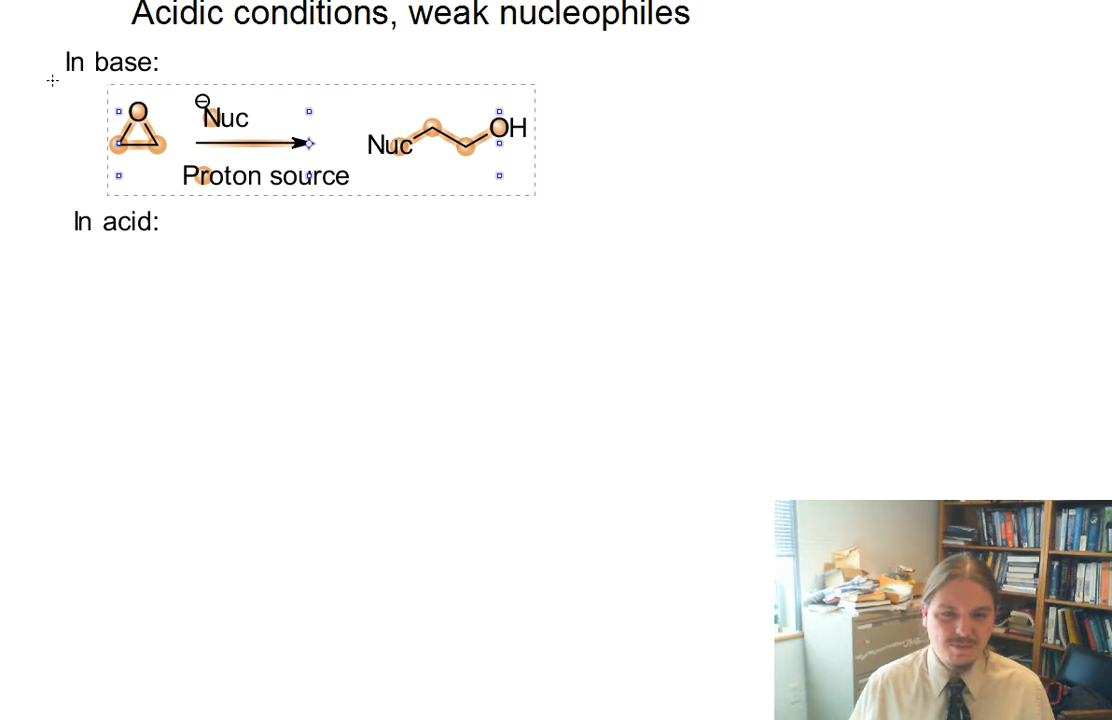 Acidic conditions, weak nucleophiles
In base:
O
⊖
Nuc
Nuc OH
Proton source
In acid: